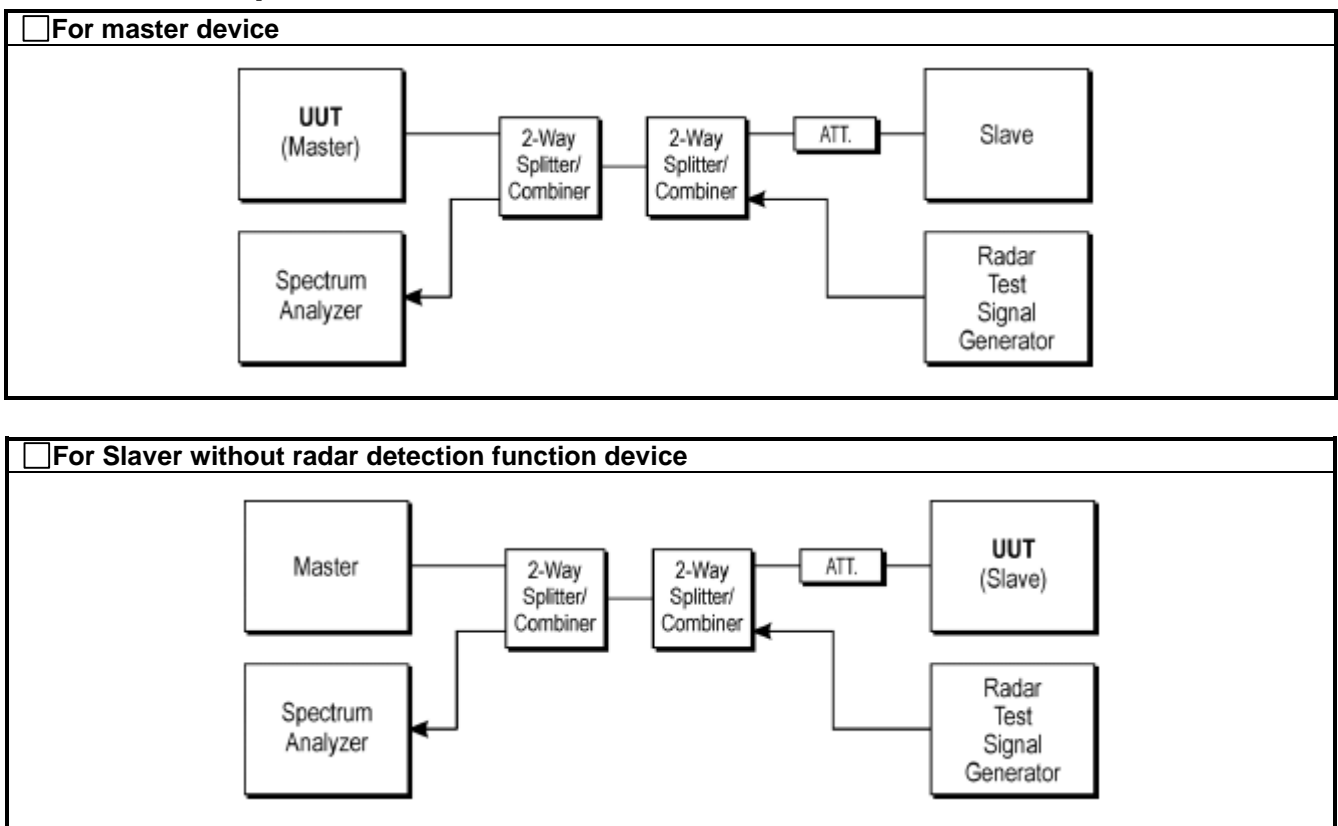 For master device
UUT
(Master)
2-Way
Splitter/
Combiner
2-Way
Splitter/
Combiner
ATT.
Slave
Spectrum
Analyzer
Radar
Test
Signal
Generator
For Slaver without radar detection function device
Master
2-Way
Splitter/
Combiner
2-Way
Splitter/
Combiner
ATT.
UUT
(Slave)
Spectrum
Analyzer
Radar
Test
Signal
Generator